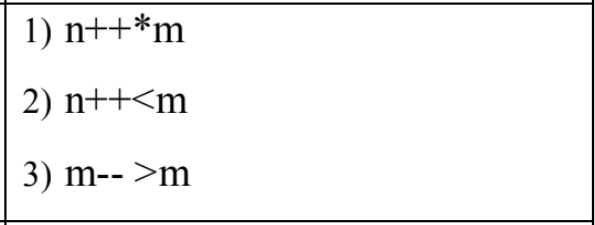 1) n++*m
2) n++<m
3) m-- >m